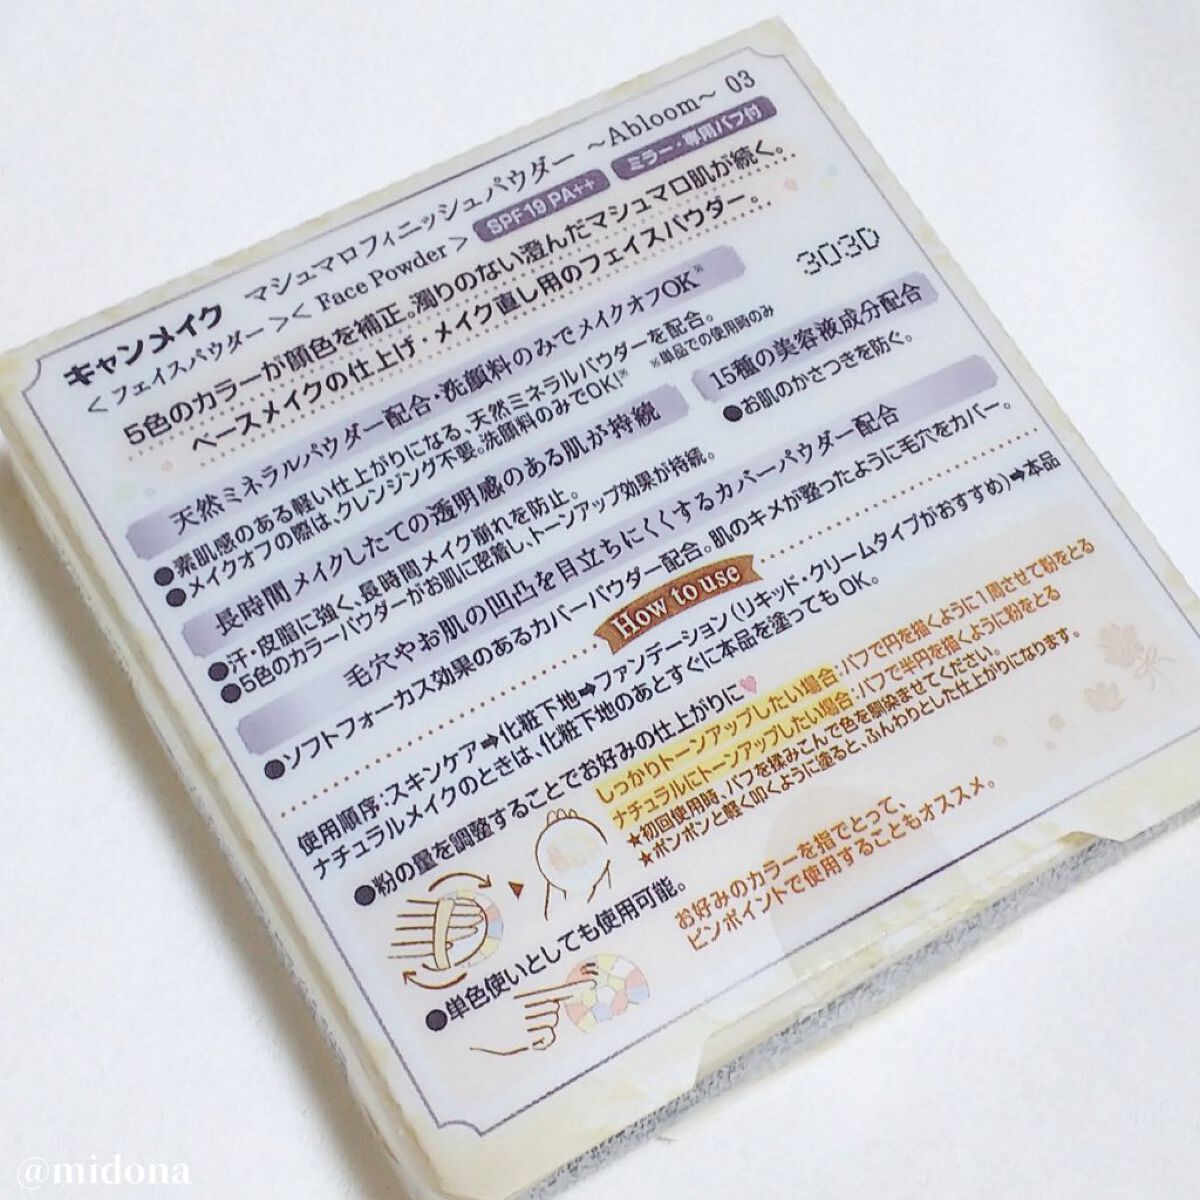 キャンメイク マシュマロフィニッシュパウダー ～Abloom～ 03
＜フェイスパウダー＞＜Face Powder＞ SPF19 PA++ ミラー・専用パフ付
5色のカラーが顔色を補正。濁りのない澄んだマシュマロ肌が続く。
ベースメイクの仕上げ・メイク直し用のフェイスパウダー。
3D3D
天然ミネラルパウダー配合・洗顔料のみでメイクオフOK※
●素肌感のある軽い仕上がりになる、天然ミネラルパウダーを配合。
●メイクオフの際は、クレンジング不要。洗顔料のみでOK!※
※単品での使用時のみ
15種の美容液成分配合
●お肌のかさつきを防ぐ。
長時間メイクしたての透明感のある肌が持続
●汗・皮脂に強く、長時間メイク崩れを防止。
●5色のカラーパウダーがお肌に密着し、トーンアップ効果が持続。
毛穴やお肌の凹凸を目立ちにくくするカバーパウダー配合
●ソフトフォーカス効果のあるカバーパウダー配合。肌のキメが整ったように毛穴をカバー。
How to use
使用順序：スキンケア➡化粧下地➡ファンデーション（リキッド・クリームタイプがおすすめ）➡本品
ナチュラルメイクのときは、化粧下地のあとすぐに本品を塗ってもOK。
●粉の量を調整することでお好みの仕上がりに
しっかりトーンアップしたい場合：パフで円を描くように1周させて粉をとる
ナチュラルにトーンアップしたい場合：パフで半円を描くように粉をとる
★初回使用時、パフを揉みこんで色を馴染ませてください。
★ポンポンと軽く叩くように塗ると、ふんわりとした仕上がりになります。
●単色使いとしても使用可能。
お好みのカラーを指でとって、
ピンポイントで使用することもオススメ。
@midona